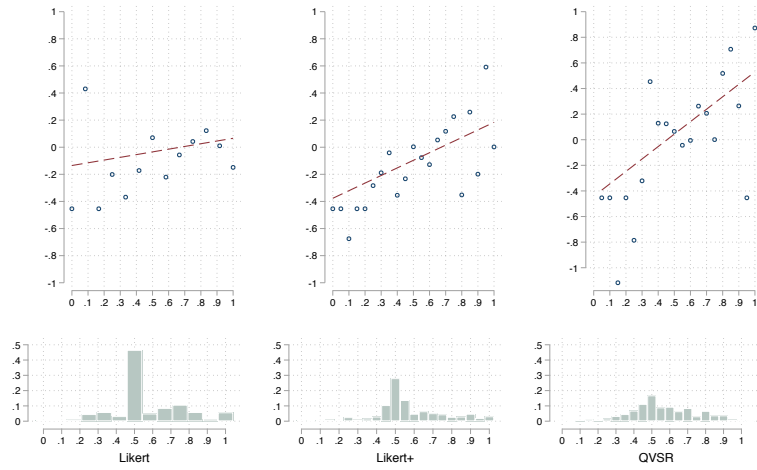 1 1 1
.8 .8 .8
.6 .6 .6
.4 .4 .4
.2 .2 .2
0 0 0
-.2 -.2 -.2
-.4 -.4 -.4
-.6 -.6 -.6
-.8 -.8 -.8
-1 -1 -1
0 .1 .2 .3 .4 .5 .6 .7 .8 .9 1 0 .1 .2 .3 .4 .5 .6 .7 .8 .9 1 0 .1 .2 .3 .4 .5 .6 .7 .8 .9 1
.5 .5 .5
.4 .4 .4
.3 .3 .3
.2 .2 .2
.1 .1 .1
0 0 0
0 .1 .2 .3 .4 .5 .6 .7 .8 .9 1 0 .1 .2 .3 .4 .5 .6 .7 .8 .9 1 0 .1 .2 .3 .4 .5 .6 .7 .8 .9 1
Likert Likert+ QVSR